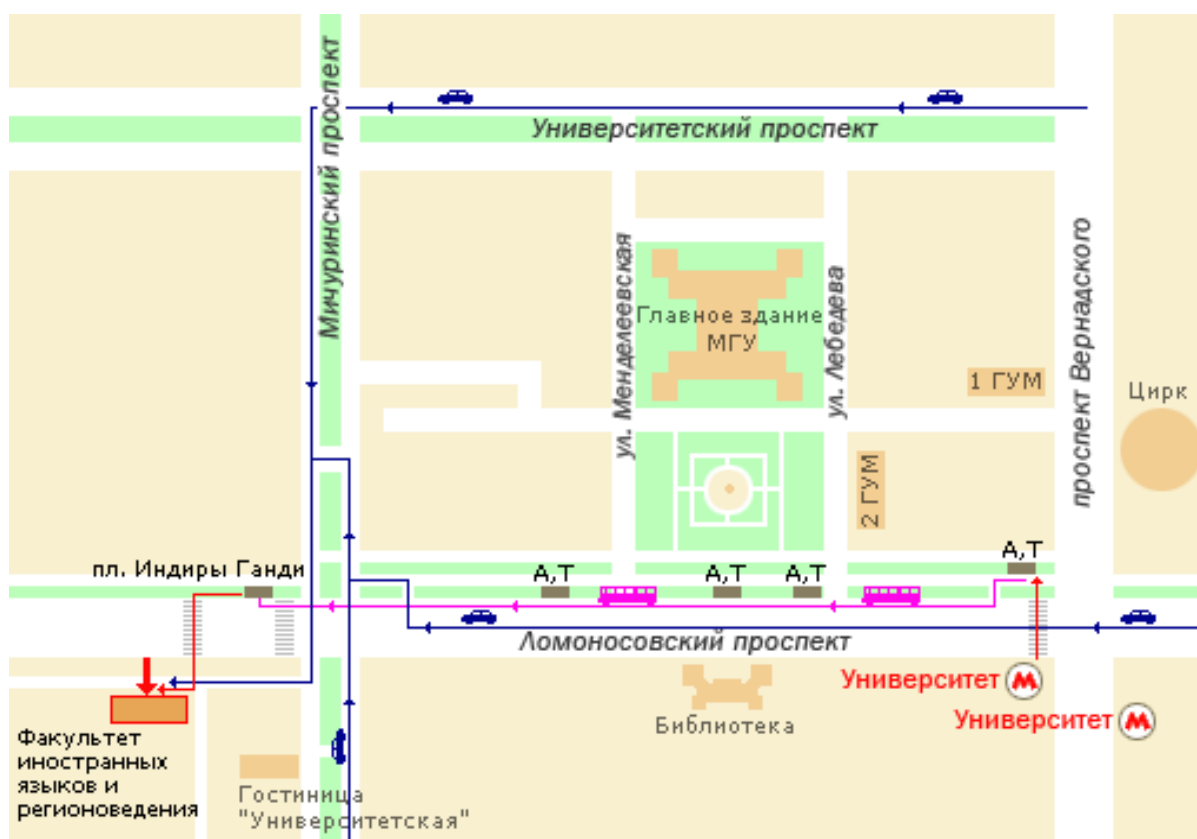 Университетский проспект
Мичуринский проспект
ул. Менделеевская
ул. Лебедева
проспект Вернадского
Главное здание
МГУ
1 ГУМ
Цирк
2 ГУМ
А,Т
пл. Индиры Ганди
А,Т
А,Т
А,Т
Ломоносовский проспект
Университет М
Университет М
Библиотека
Факультет
иностранных
языков и
регионоведения
Гостиница
"Университетская"